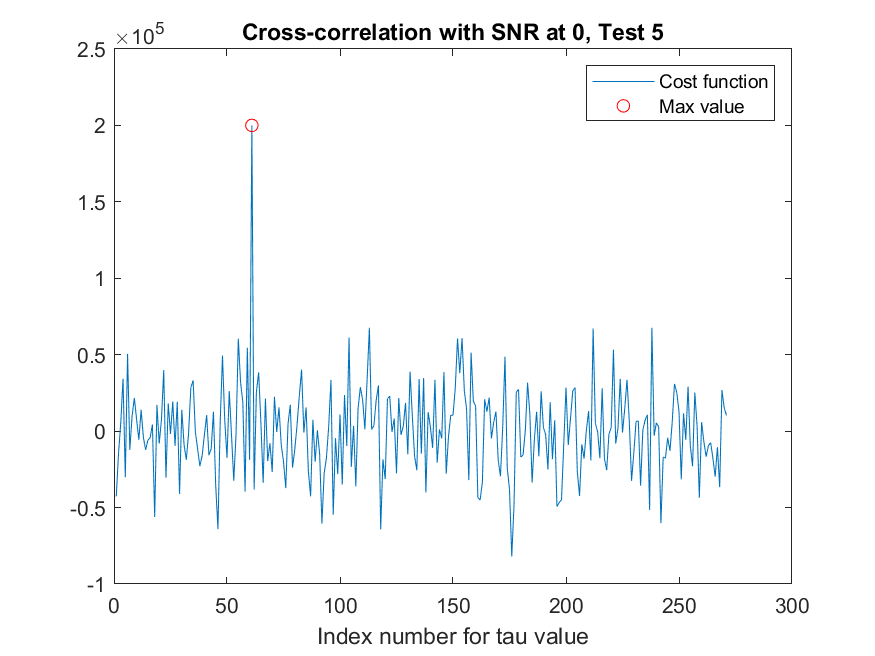 Cross-correlation with SNR at 0, Test 5
×10^5
Cost function
Max value
2.5
2
1.5
1
0.5
0
-0.5
-1
0 50 100 150 200 250 300
Index number for tau value